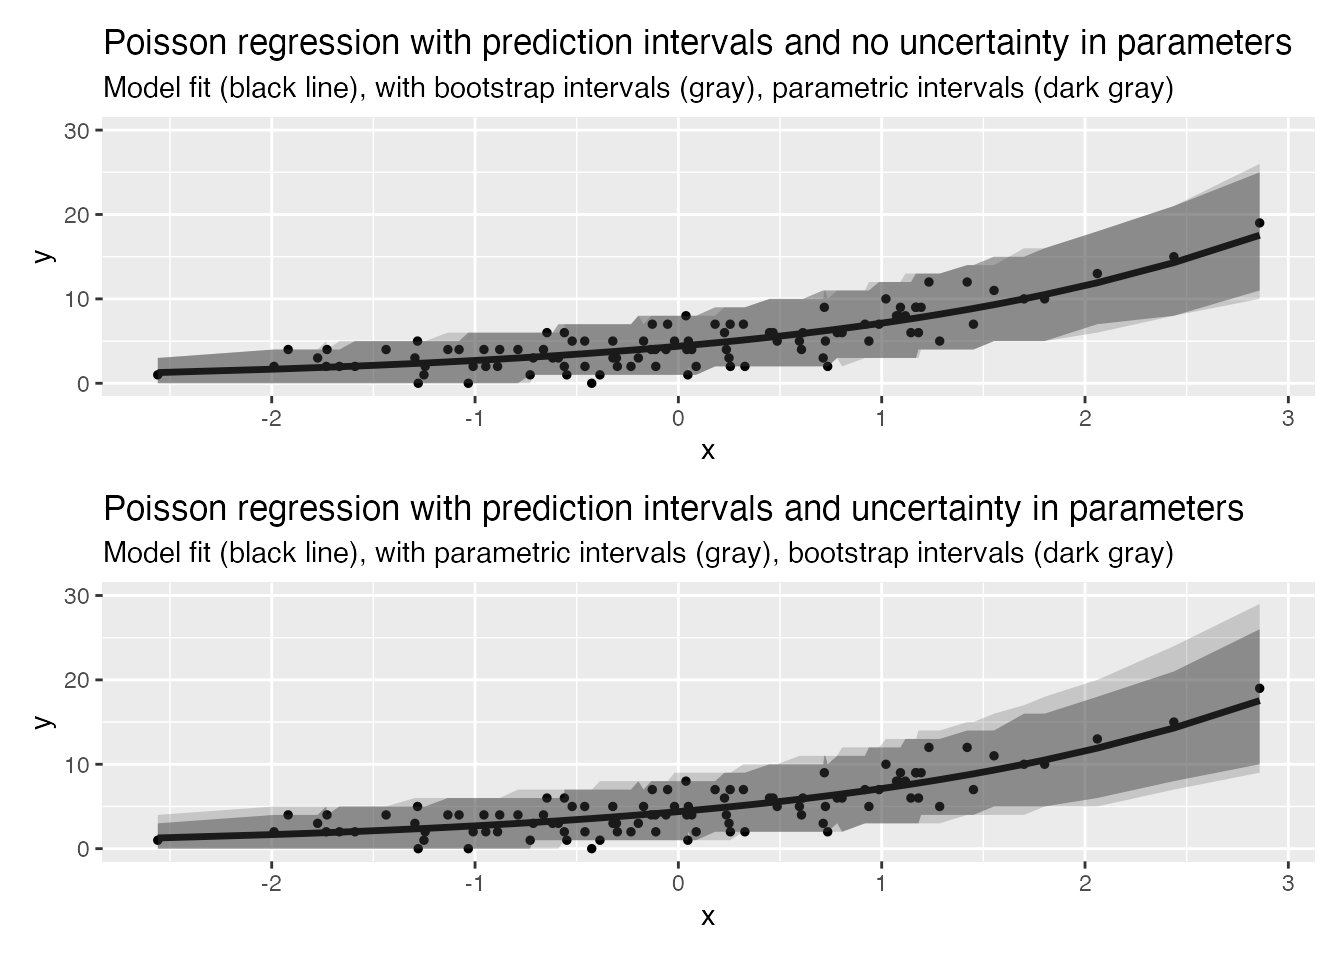 Poisson regression with prediction intervals and no uncertainty in parameters
Model fit (black line), with bootstrap intervals (gray), parametric intervals (dark gray)
30
20
10
0
y
-2 -1 0 1 2 3
x
Poisson regression with prediction intervals and uncertainty in parameters
Model fit (black line), with parametric intervals (gray), bootstrap intervals (dark gray)
30
20
10
0
y
-2 -1 0 1 2 3
x